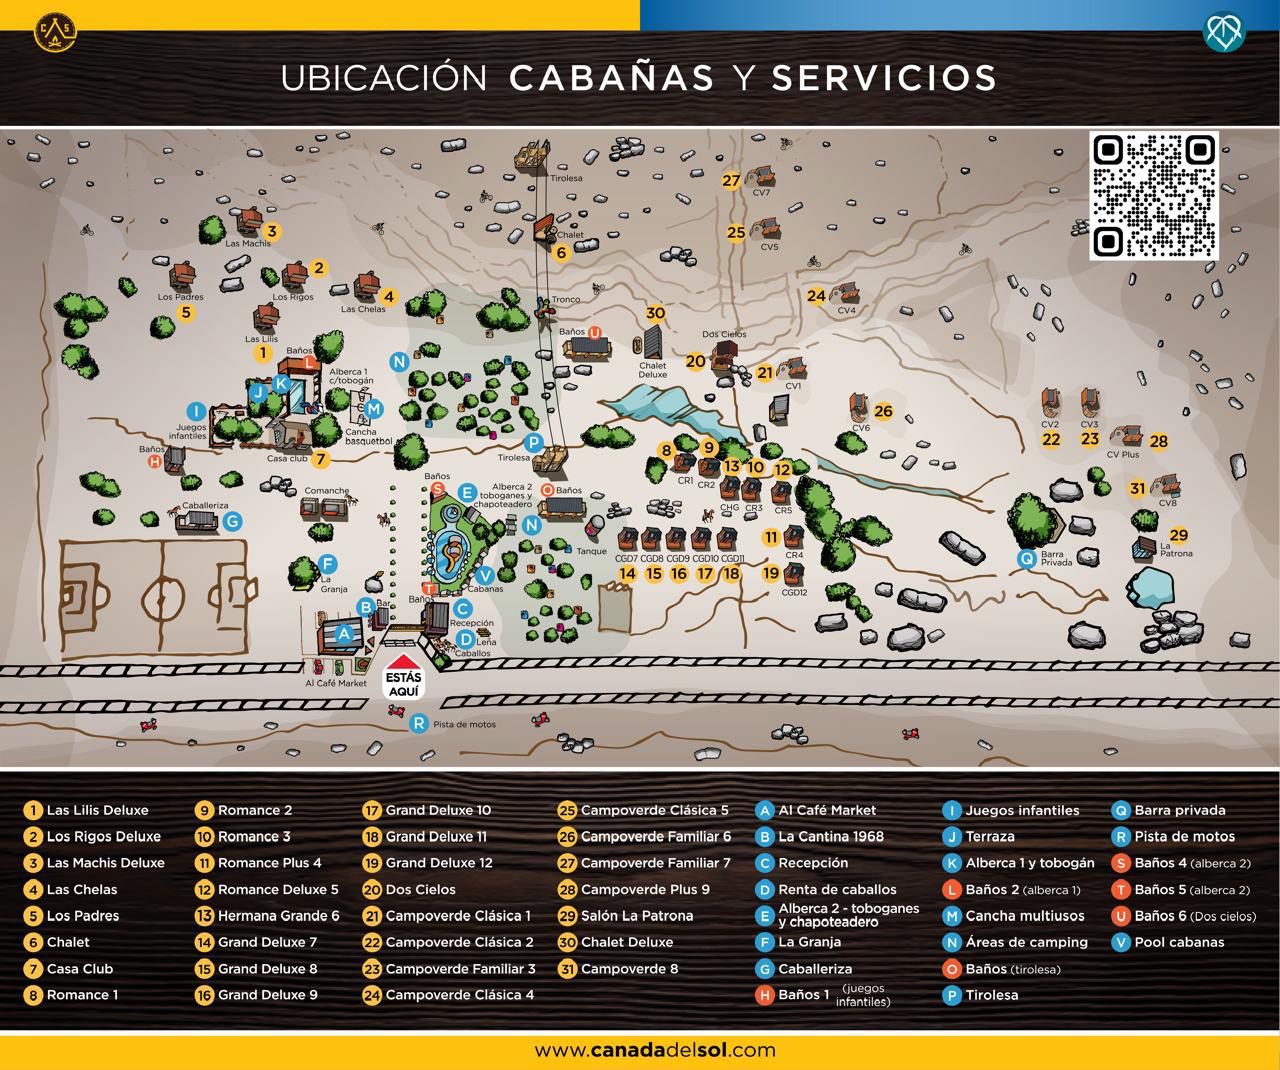 C S
UBICACIÓN CABAÑAS Y SERVICIOS
Tirolesa
27
CV7
3
Las Machis
Chalet
6
25
CV5
2
Los Rigos
Los Padres
5
4
Las Chelas
Tronco
24
CV4
Las Lilis
1
Baños
L
30
Baños U
Chalet
Deluxe
Dos Cielos
20
21
CV1
N
K
J
Alberca 1
c/tobogán
M
Cancha
basquetbol
I
Juegos
infantiles
Casa club 7
Baños
H
P
Tirolesa
26
CV6
CV2
22
CV3
23
28
CV Plus
8
CR1
9
CR2
13
CHG
10
CR3
12
CR5
31
CV8
Caballeriza
G
Comanche
Baños
S
E
Alberca 2
toboganes y
chapoteadero
O Baños
N
Tanque
29
La
Patrona
Q
Barra
Privada
CGD7
CGD8
CGD9
CGD10
CGD11
14
15
16
17
18
11
CR4
19
CGD12
F
La
Granja
V
Cabanas
T
Baños
B Bar
A
C
Recepción
D Leña
Caballos
Al Café Market
ESTÁS
AQUÍ
R Pista de motos
1 Las Lilis Deluxe
2 Los Rigos Deluxe
3 Las Machis Deluxe
4 Las Chelas
5 Los Padres
6 Chalet
7 Casa Club
8 Romance 1
9 Romance 2
10 Romance 3
11 Romance Plus 4
12 Romance Deluxe 5
13 Hermana Grande 6
14 Grand Deluxe 7
15 Grand Deluxe 8
16 Grand Deluxe 9
17 Grand Deluxe 10
18 Grand Deluxe 11
19 Grand Deluxe 12
20 Dos Cielos
21 Campoverde Clásica 1
22 Campoverde Clásica 2
23 Campoverde Familiar 3
24 Campoverde Clásica 4
25 Campoverde Clásica 5
26 Campoverde Familiar 6
27 Campoverde Familiar 7
28 Campoverde Plus 9
29 Salón La Patrona
30 Chalet Deluxe
31 Campoverde 8
A Al Café Market
B La Cantina 1968
C Recepción
D Renta de caballos
E Alberca 2 - toboganes
y chapoteadero
F La Granja
G Caballeriza
H Baños 1 (juegos
infantiles)
I Juegos infantiles
J Terraza
K Alberca 1 y tobogán
L Baños 2 (alberca 1)
M Cancha multiusos
N Áreas de camping
O Baños (tirolesa)
P Tirolesa
Q Barra privada
R Pista de motos
S Baños 4 (alberca 2)
T Baños 5 (alberca 2)
U Baños 6 (Dos cielos)
V Pool cabanas
www.canadadelsol.com